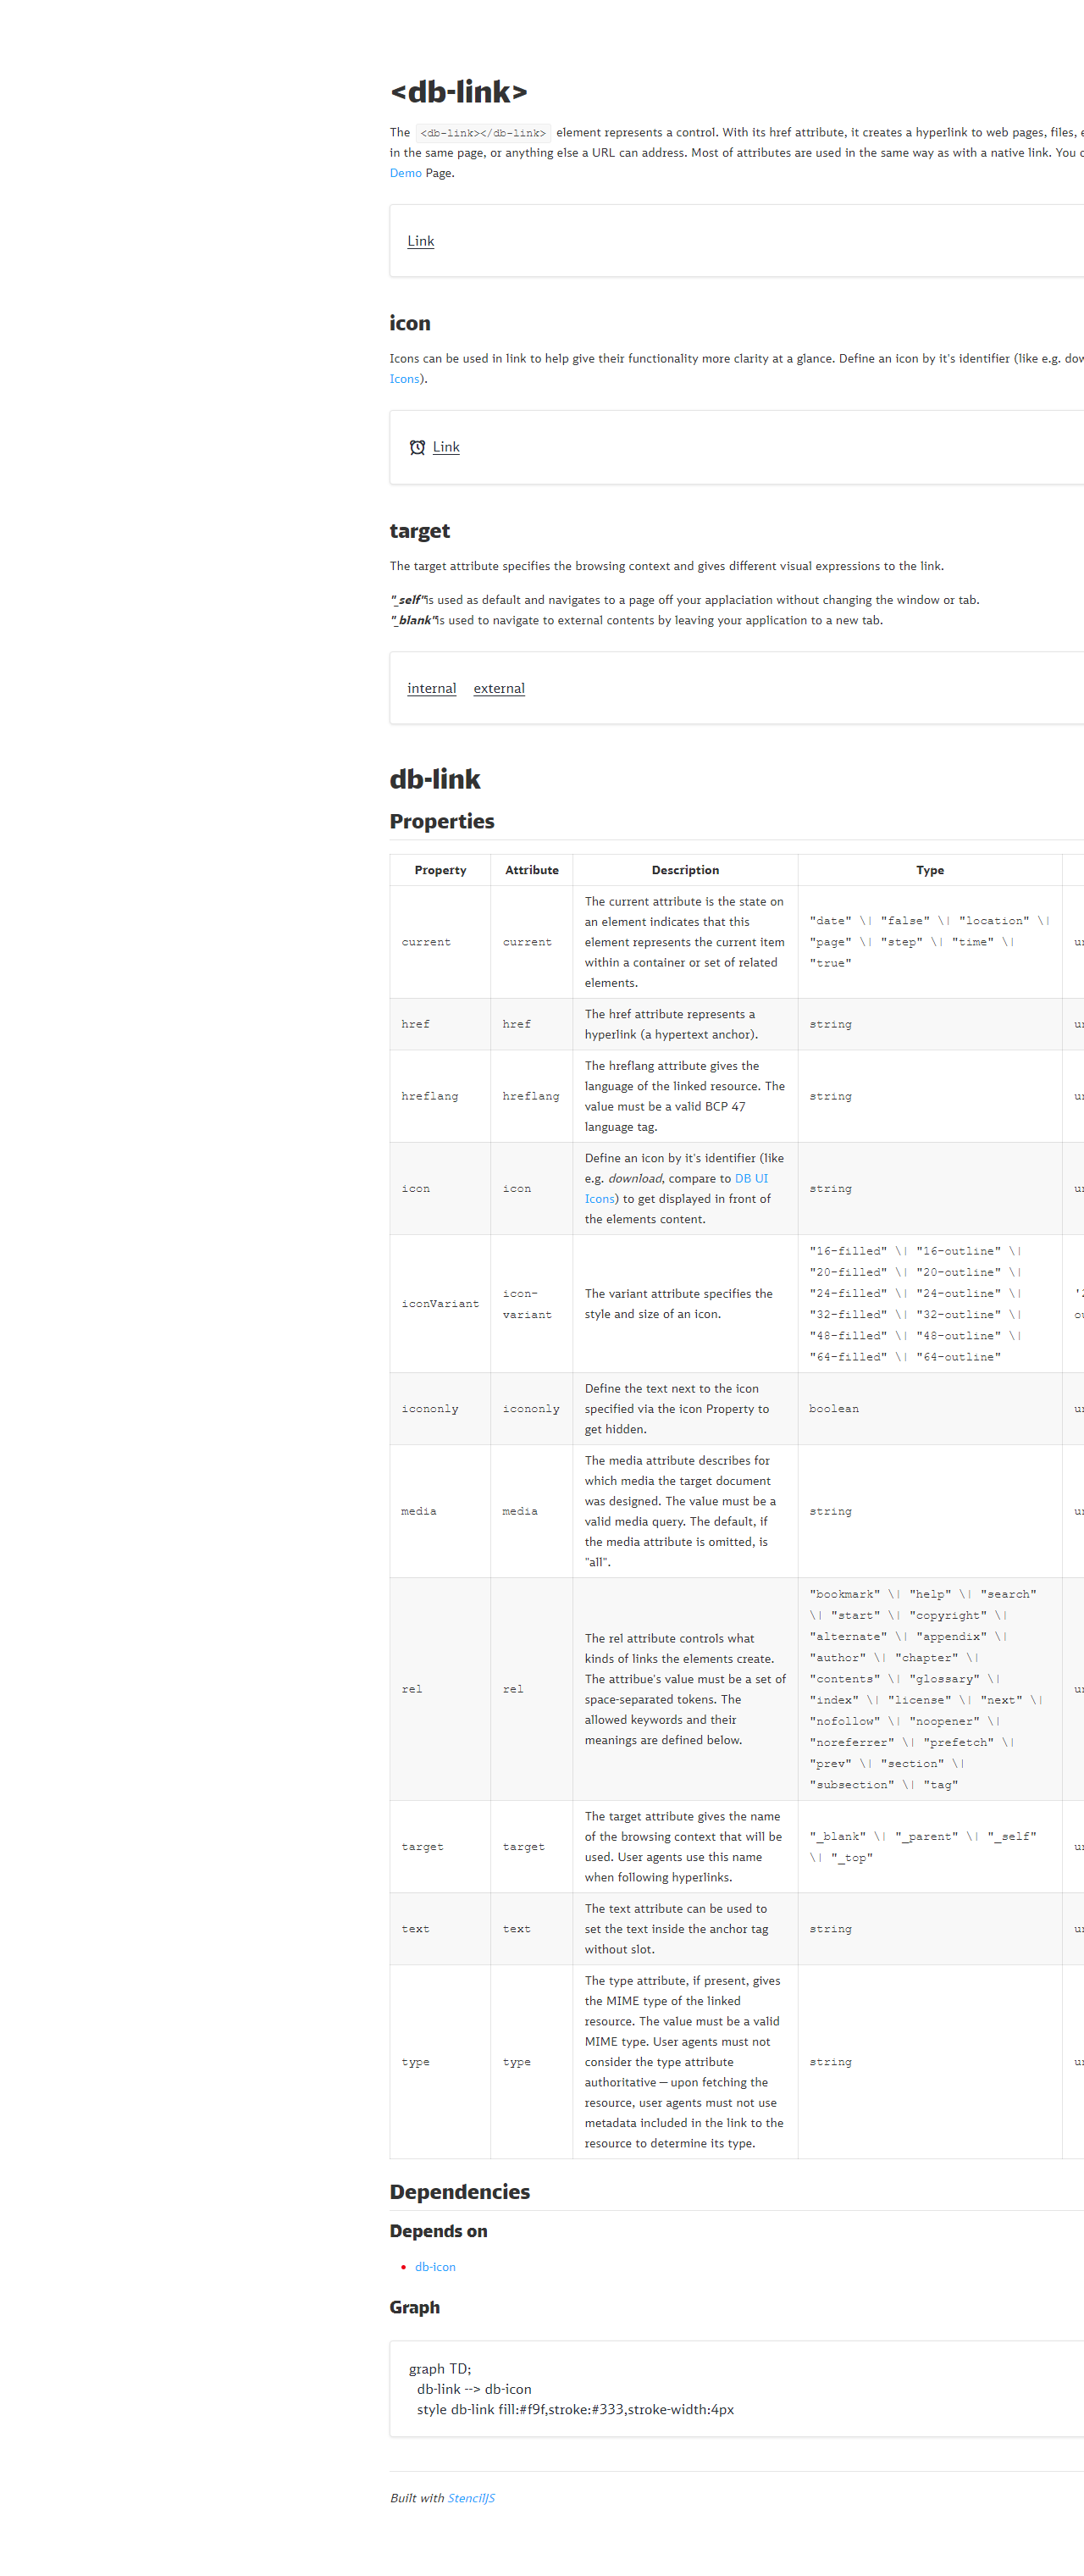 <db-link>
The <db-link></db-link> element represents a control. With its href attribute, it creates a hyperlink to web pages, files,
in the same page, or anything else a URL can address. Most of attributes are used in the same way as with a native link. You
Demo Page.
Link
icon
Icons can be used in link to help give their functionality more clarity at a glance. Define an icon by it's identifier (like e.g.
Icons).
Link
target
The target attribute specifies the browsing context and gives different visual expressions to the link.
"_self"is used as default and navigates to a page off your applaciation without changing the window or tab.
"_blank"is used to navigate to external contents by leaving your application to a new tab.
internal external
db-link
Properties
Property Attribute Description Type
current current The current attribute is the state on
an element indicates that this
element represents the current item
within a container or set of related
elements.
"date" \| "false" \| "location" \|
"page" \| "step" \| "time" \|
"true"
href href The href attribute represents a
hyperlink (a hypertext anchor).
string
hreflang hreflang The hreflang attribute gives the
language of the linked resource. The
value must be a valid BCP 47
language tag.
string
icon icon Define an icon by it's identifier (like
e.g. download, compare to DB UI
Icons) to get displayed in front of
the elements content.
string
iconVariant icon-
variant
The variant attribute specifies the
style and size of an icon.
"16-filled" \| "16-outline" \|
"20-filled" \| "20-outline" \|
"24-filled" \| "24-outline" \|
"32-filled" \| "32-outline" \|
"48-filled" \| "48-outline" \|
"64-filled" \| "64-outline"
icononly icononly Define the text next to the icon
specified via the icon Property to
get hidden.
boolean
media media The media attribute describes for
which media the target document
was designed. The value must be a
valid media query. The default, if
the media attribute is omitted, is
"all".
string
rel rel The rel attribute controls what
kinds of links the elements create.
The attribue's value must be a set of
space-separated tokens. The
allowed keywords and their
meanings are defined below.
"bookmark" \| "help" \| "search"
\| "start" \| "copyright" \|
"alternate" \| "appendix" \|
"author" \| "chapter" \|
"contents" \| "glossary" \|
"index" \| "license" \| "next" \|
"nofollow" \| "noopener" \|
"noreferrer" \| "prefetch" \|
"prev" \| "section" \|
"subsection" \| "tag"
target target The target attribute gives the name
of the browsing context that will be
used. User agents use this name
when following hyperlinks.
"_blank" \| "_parent" \| "_self"
\| "_top"
text text The text attribute can be used to
set the text inside the anchor tag
without slot.
string
type type The type attribute, if present, gives
the MIME type of the linked
resource. The value must be a valid
MIME type. User agents must not
consider the type attribute
authoritative — upon fetching the
resource, user agents must not use
metadata included in the link to the
resource to determine its type.
string
Dependencies
Depends on
db-icon
Graph
graph TD;
db-link --> db-icon
style db-link fill:#f9f,stroke:#333,stroke-width:4px
Built with StencilJS